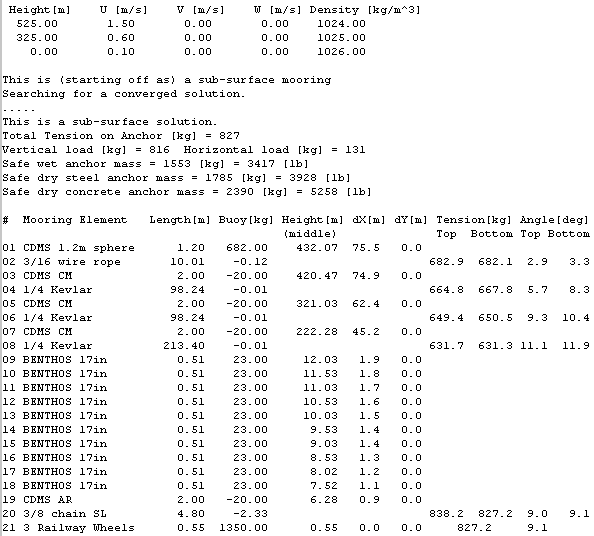 Height[m] U [m/s] V [m/s] W [m/s] Density [kg/m^3]
525.00 1.50 0.00 0.00 1024.00
325.00 0.60 0.00 0.00 1025.00
0.00 0.10 0.00 0.00 1026.00
This is (starting off as) a sub-surface mooring
Searching for a converged solution.
.....
This is a sub-surface solution.
Total Tension on Anchor [kg] = 827
Vertical load [kg] = 816 Horizontal load [kg] = 131
Safe wet anchor mass = 1553 [kg] = 3417 [lb]
Safe dry steel anchor mass = 1785 [kg] = 3928 [lb]
Safe dry concrete anchor mass = 2390 [kg] = 5258 [lb]
# Mooring Element Length[m] Buoy[kg] Height[m] dX[m] dY[m] Tension[kg] Angle[deg]
(middle) Top Bottom Top Bottom
01 CDMS 1.2m sphere 1.20 682.00 432.07 75.5 0.0
02 3/16 wire rope 10.01 -0.12 682.9 682.1 2.9 3.3
03 CDMS CM 2.00 -20.00 420.47 74.9 0.0
04 1/4 Kevlar 98.24 -0.01 664.8 667.8 5.7 8.3
05 CDMS CM 2.00 -20.00 321.03 62.4 0.0
06 1/4 Kevlar 98.24 -0.01 649.4 650.5 9.3 10.4
07 CDMS CM 2.00 -20.00 222.28 45.2 0.0
08 1/4 Kevlar 213.40 -0.01 631.7 631.3 11.1 11.9
09 BENTHOS 17in 0.51 23.00 12.03 1.9 0.0
10 BENTHOS 17in 0.51 23.00 11.53 1.8 0.0
11 BENTHOS 17in 0.51 23.00 11.03 1.7 0.0
12 BENTHOS 17in 0.51 23.00 10.53 1.6 0.0
13 BENTHOS 17in 0.51 23.00 10.03 1.5 0.0
14 BENTHOS 17in 0.51 23.00 9.53 1.4 0.0
15 BENTHOS 17in 0.51 23.00 9.03 1.4 0.0
16 BENTHOS 17in 0.51 23.00 8.53 1.3 0.0
17 BENTHOS 17in 0.51 23.00 8.02 1.2 0.0
18 BENTHOS 17in 0.51 23.00 7.52 1.1 0.0
19 CDMS AR 2.00 -20.00 6.28 0.9 0.0
20 3/8 chain SL 4.80 -2.33 838.2 827.2 9.0 9.1
21 3 Railway Wheels 0.55 1350.00 0.55 0.0 0.0 827.2 9.1